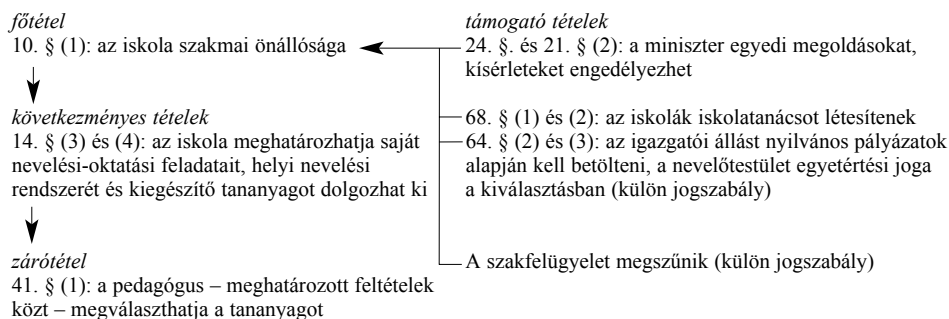 főtétel
10. § (1): az iskola szakmai önállósága
következményes tételek
14. § (3) és (4): az iskola meghatározhatja saját
nevelési-oktatási feladatait, helyi nevelési
rendszerét és kiegészítő tananyagot dolgozhat ki
zárótétel
41. § (1): a pedagógus – meghatározott feltételek
közt – megválaszthatja a tananyagot
támogató tételek
24. §. és 21. § (2): a miniszter egyedi megoldásokat,
kísérleteket engedélyezhet
68. § (1) és (2): az iskolák iskolatanácsot létesítenek
64. § (2) és (3): az igazgatói állást nyilvános pályázatok
alapján kell betölteni, a nevelőtestület egyetértési joga
a kiválasztásban (külön jogszabály)
A szakfelügyelet megszűnik (külön jogszabály)